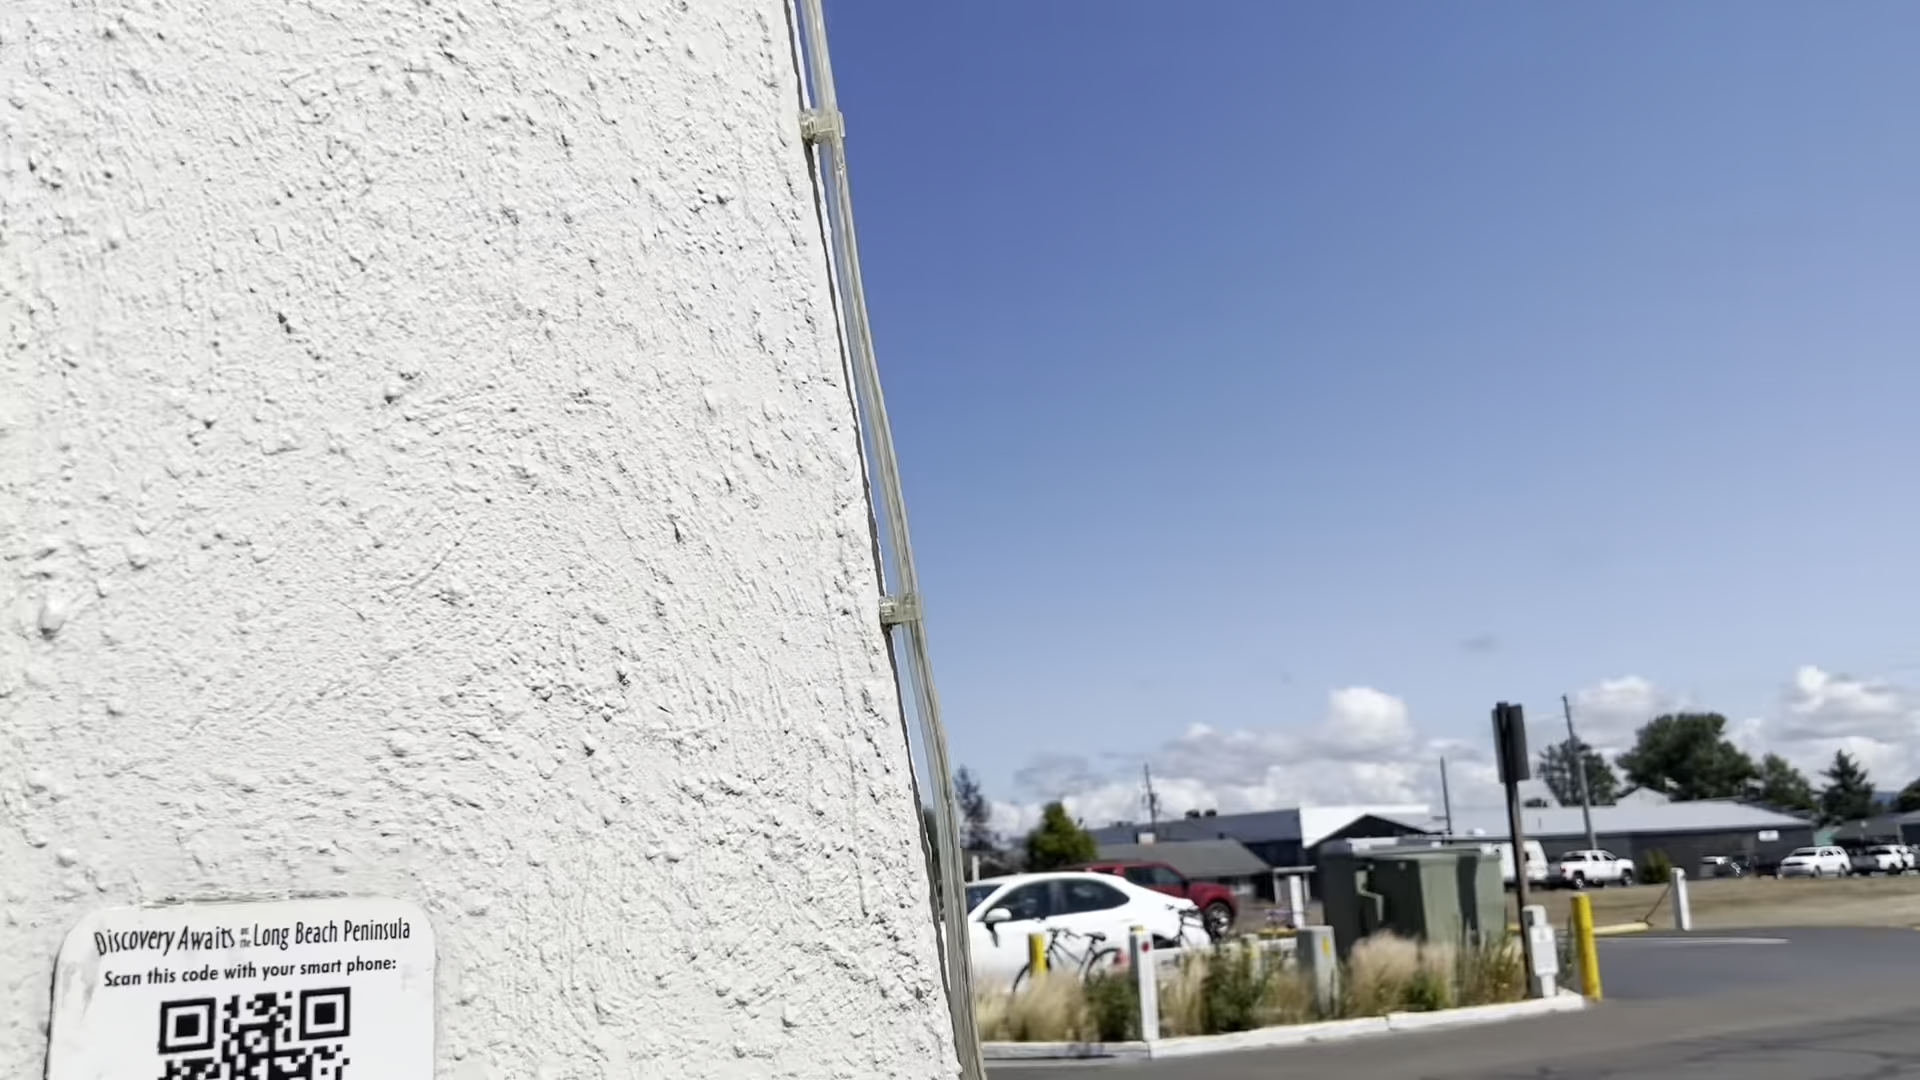 Discovery Awaits on the Long Beach Peninsula
Scan this code with your smart phone: